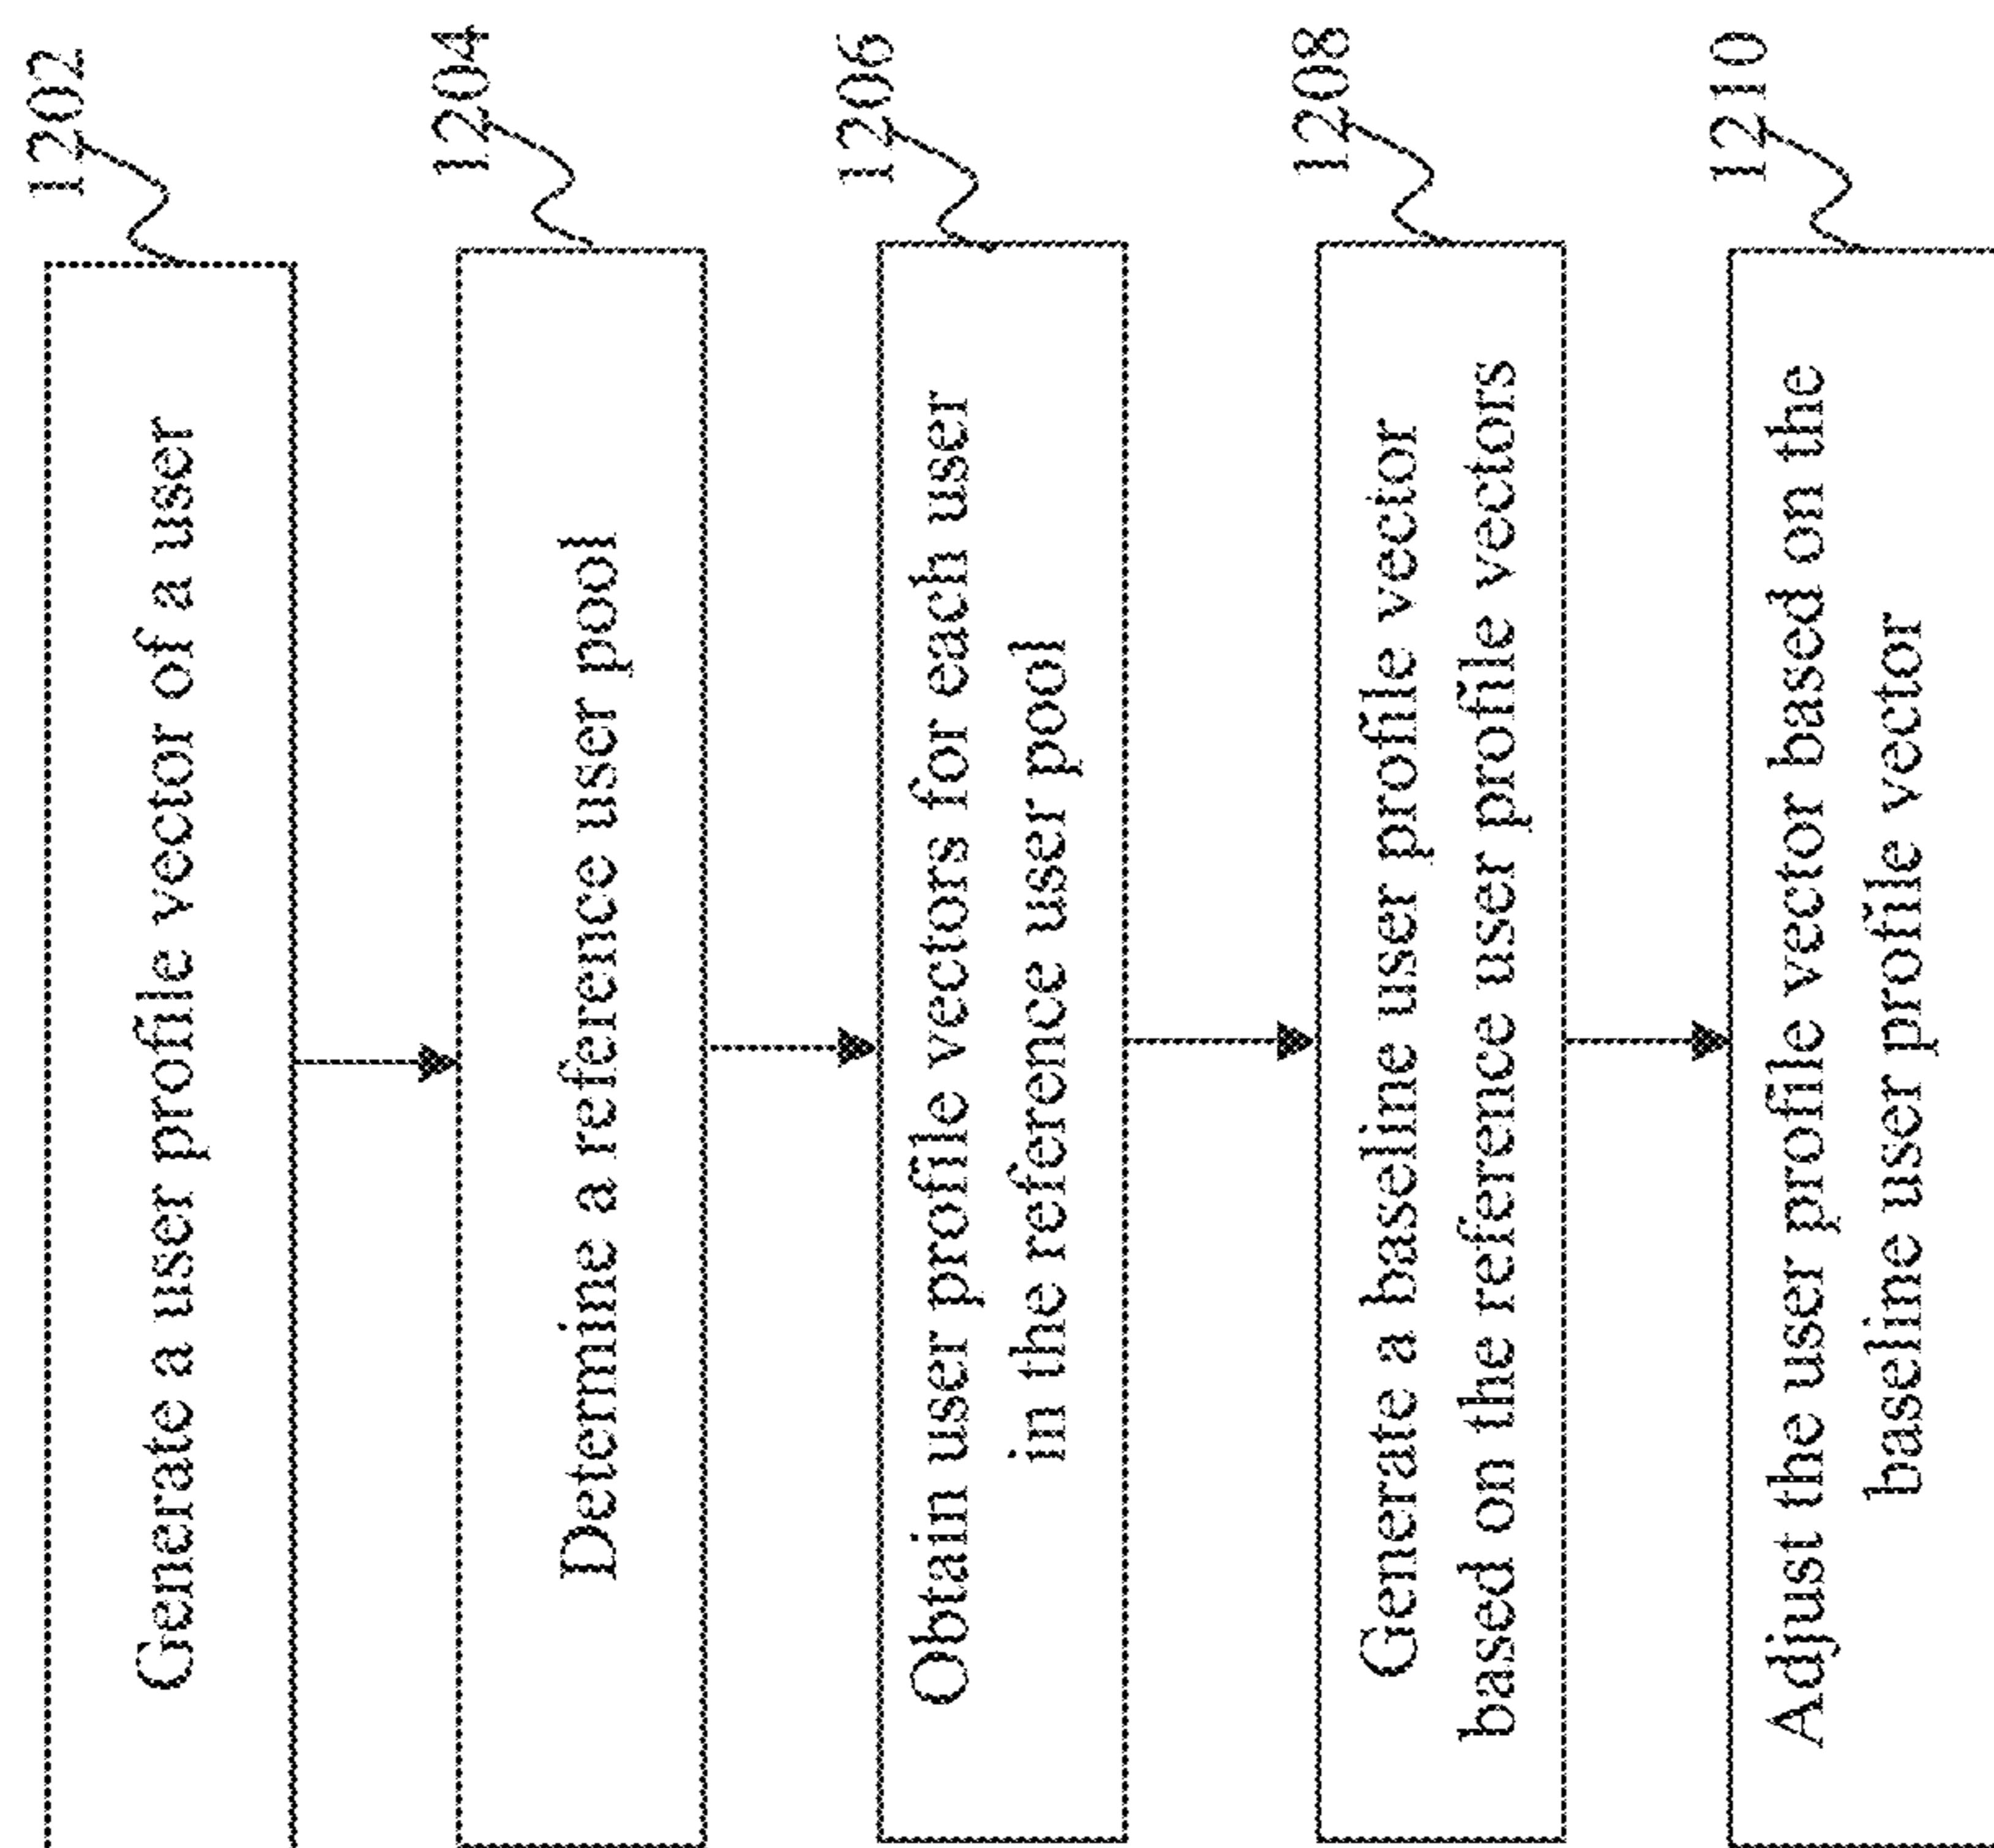 1202
Generate a user profile vector of a user
1204
Determine a reference user pool
1206
Obtain user profile vectors for each user
in the reference user pool
1208
Generate a baseline user profile vector
based on the reference user profile vectors
1210
Adjust the user profile vector based on the
baseline user profile vector